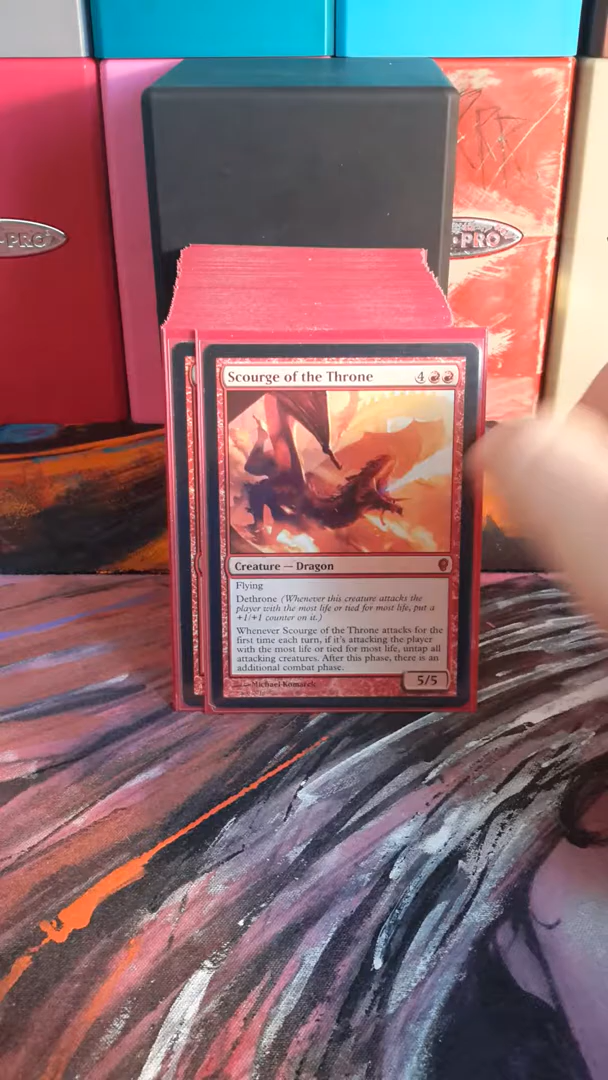 -PRO
PRO
Scourge of the Throne 4
Creature — Dragon
Flying
Dethrone (Whenever this creature attacks the
player with the most life or tied for most life, put a
+1/+1 counter on it.)
Whenever Scourge of the Throne attacks for the
first time each turn, if it's attacking the player
with the most life or tied for most life, untap all
attacking creatures. After this phase, there is an
additional combat phase.
Michael Komarck
5/5